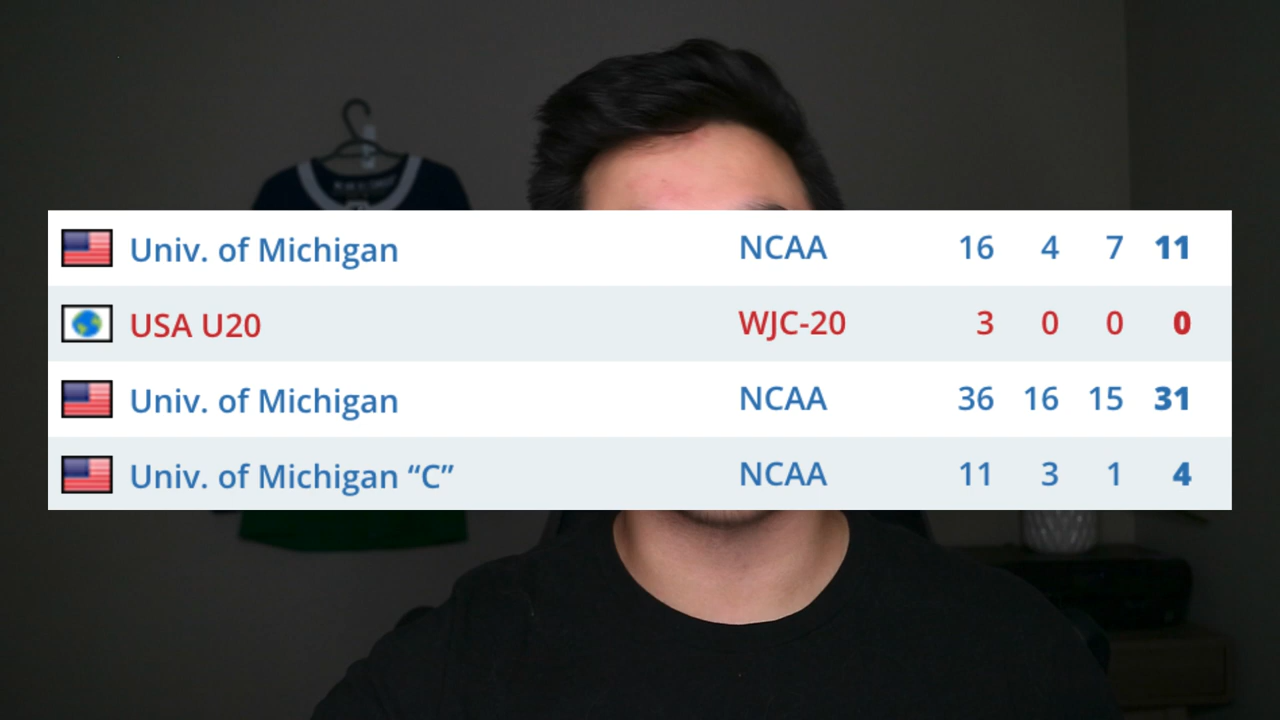 Univ. of Michigan NCAA 16 4 7 11
USA U20 WJC-20 3 0 0 0
Univ. of Michigan NCAA 36 16 15 31
Univ. of Michigan “C” NCAA 11 3 1 4